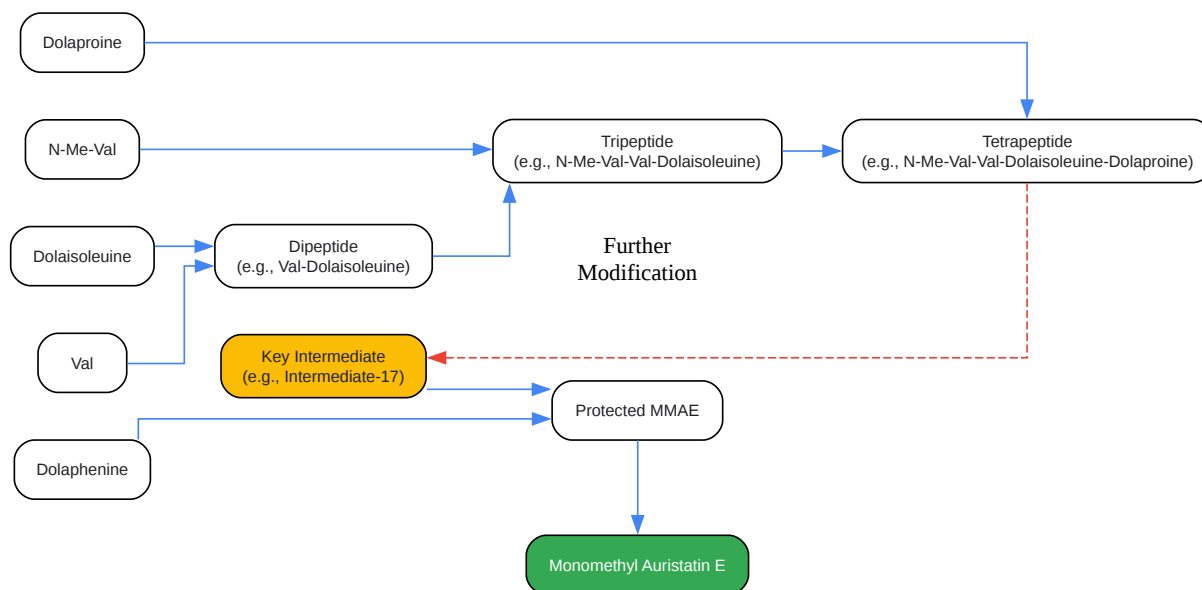 Dolaproine
N-Me-Val
Tripeptide
(e.g., N-Me-Val-Val-Dolaisoleuine)
Tetrapeptide
(e.g., N-Me-Val-Val-Dolaisoleuine-Dolaproine)
Dolaisoleuine
Dipeptide
(e.g., Val-Dolaisoleuine)
Further
Modification
Val
Key Intermediate
(e.g., Intermediate-17)
Protected MMAE
Dolaphenine
Monomethyl Auristatin E